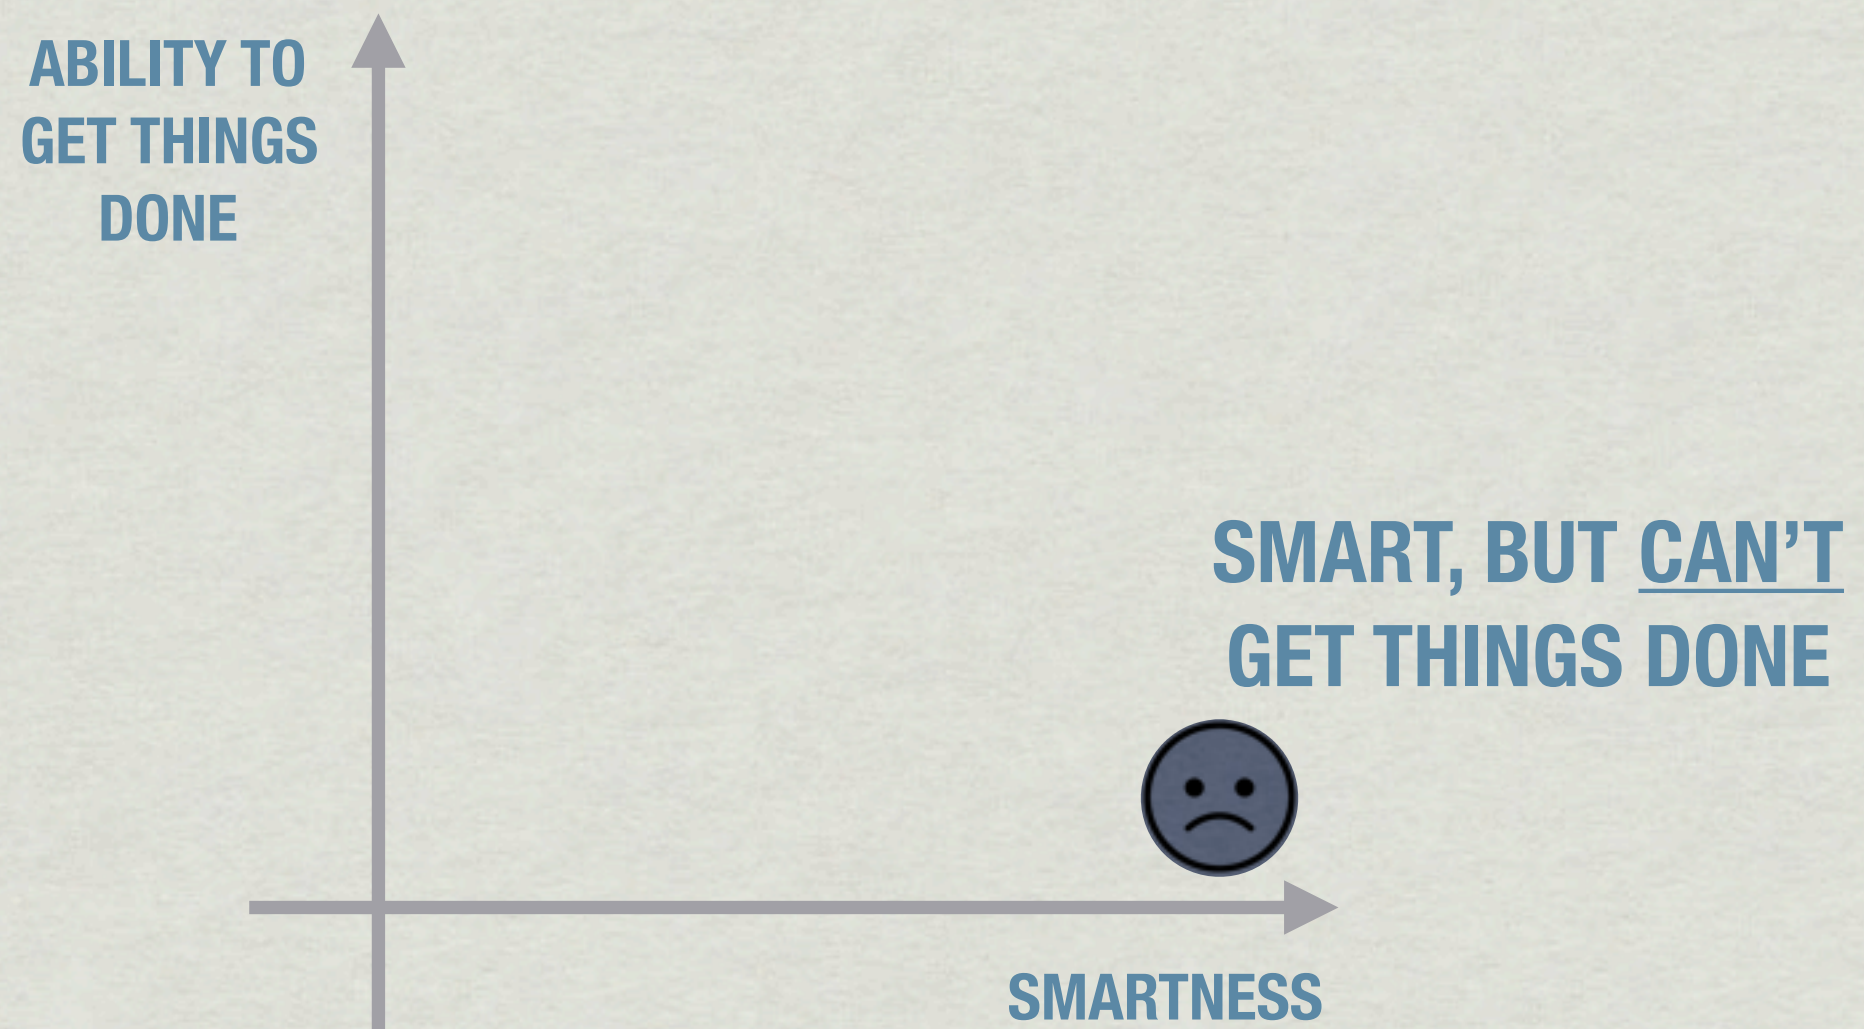 ABILITY TO
GET THINGS
DONE
SMART, BUT CAN’T
GET THINGS DONE
SMARTNESS